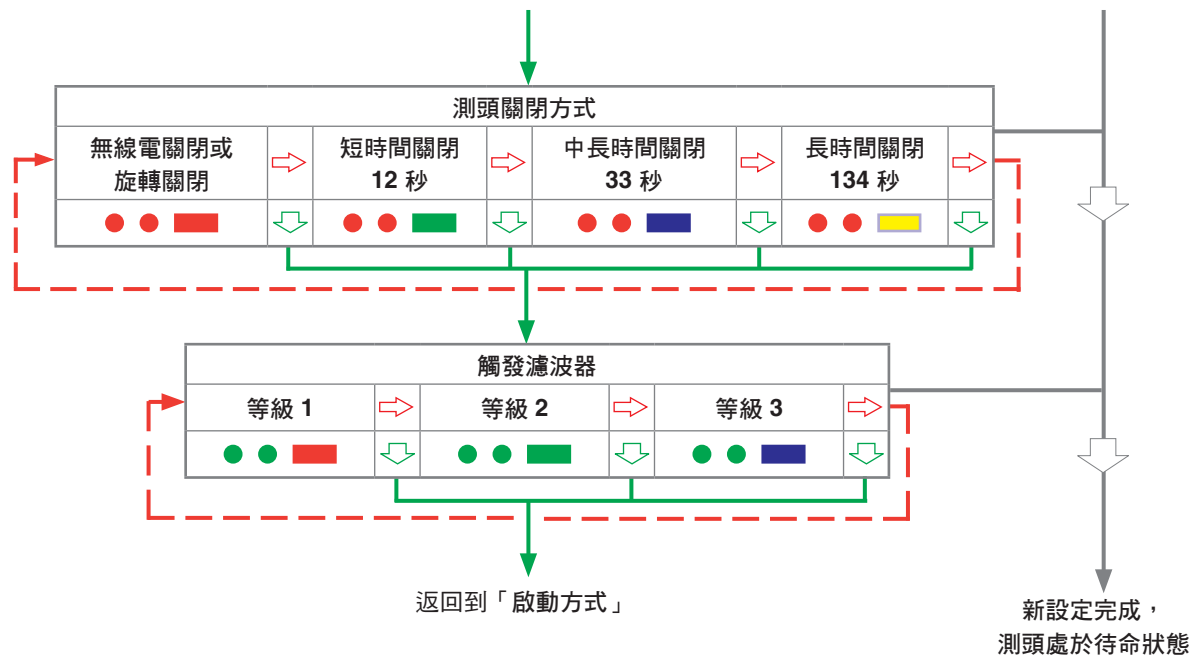 測頭關閉方式
無線電關閉或
旋轉關閉
短時間關閉
12 秒
中長時間關閉
33 秒
長時間關閉
134 秒
觸發濾波器
等級 1
等級 2
等級 3
返回到「啟動方式」
新設定完成，
測頭處於待命狀態